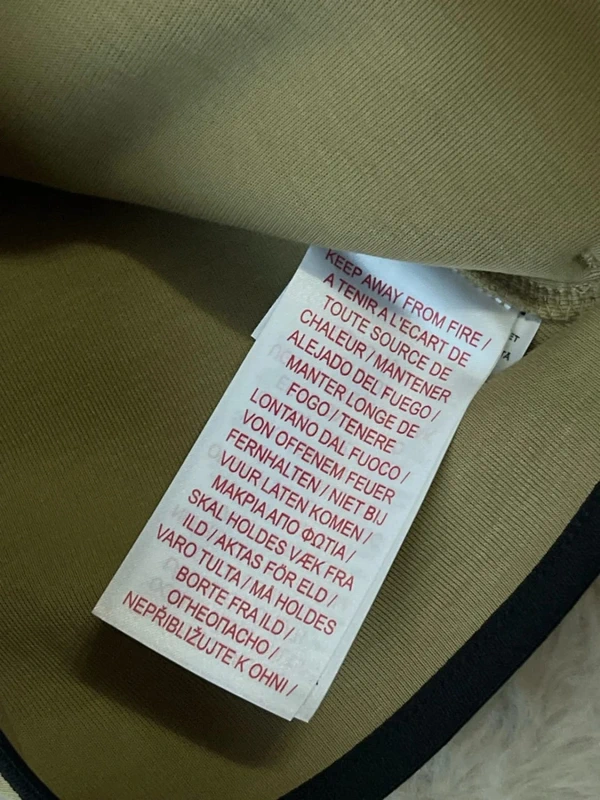 KEEP AWAY FROM FIRE /
A TENIR A L'ECART DE
TOUTE SOURCE DE
CHALEUR / MANTENER
ALEJADO DEL FUEGO /
MANTER LONGE DE
FOGO / TENERE
LONTANO DAL FUOCO /
VON OFFENEM FEUER
FERNHALTEN / NIET BIJ
VUUR LATEN KOMEN /
ΜΑΚΡΙΑ ΑΠΟ ΦΩΤΙΑ /
SKAL HOLDES VÆK FRA
ILD / AKTAS FÖR ELD /
VARO TULTA / MÅ HOLDES
BORTE FRA ILD /
ОГНЕОПАСНО /
NEPŘIBLIŽUJTE K OHNI /